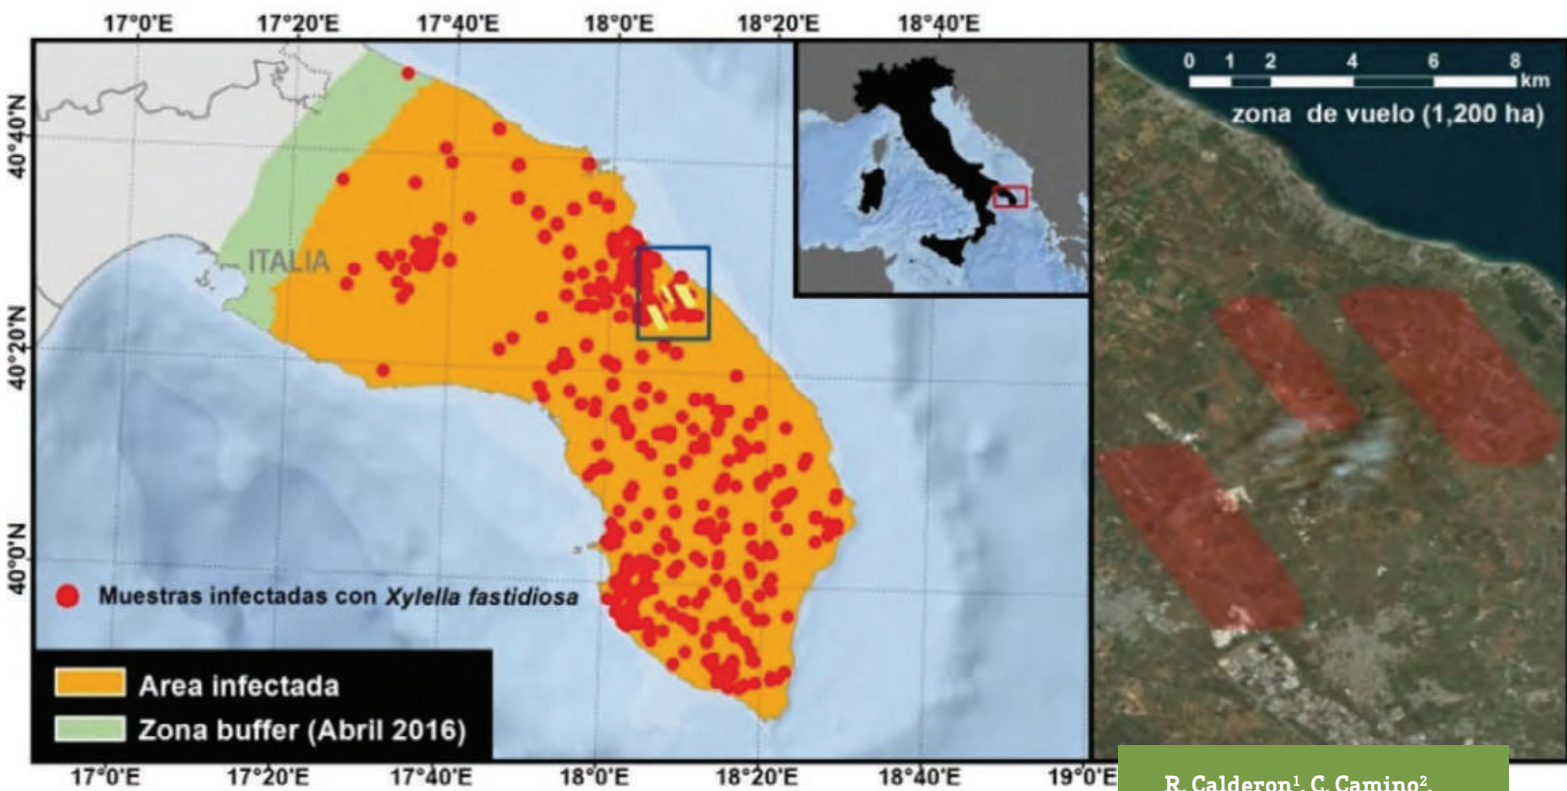 17°0'E 17°20'E 17°40'E 18°0'E 18°20'E 18°40'E
40°40'N
40°20'N
40°0'N
ITALIA
Muestras infectadas con Xylella fastidiosa
Area infectada
Zona buffer (Abril 2016)
17°0'E 17°20'E 17°40'E 18°0'E 18°20'E 18°40'E 19°0'E
0 1 2 4 6 8 km
zona de vuelo (1,200 ha)
R. Calderon¹, C. Camino²,